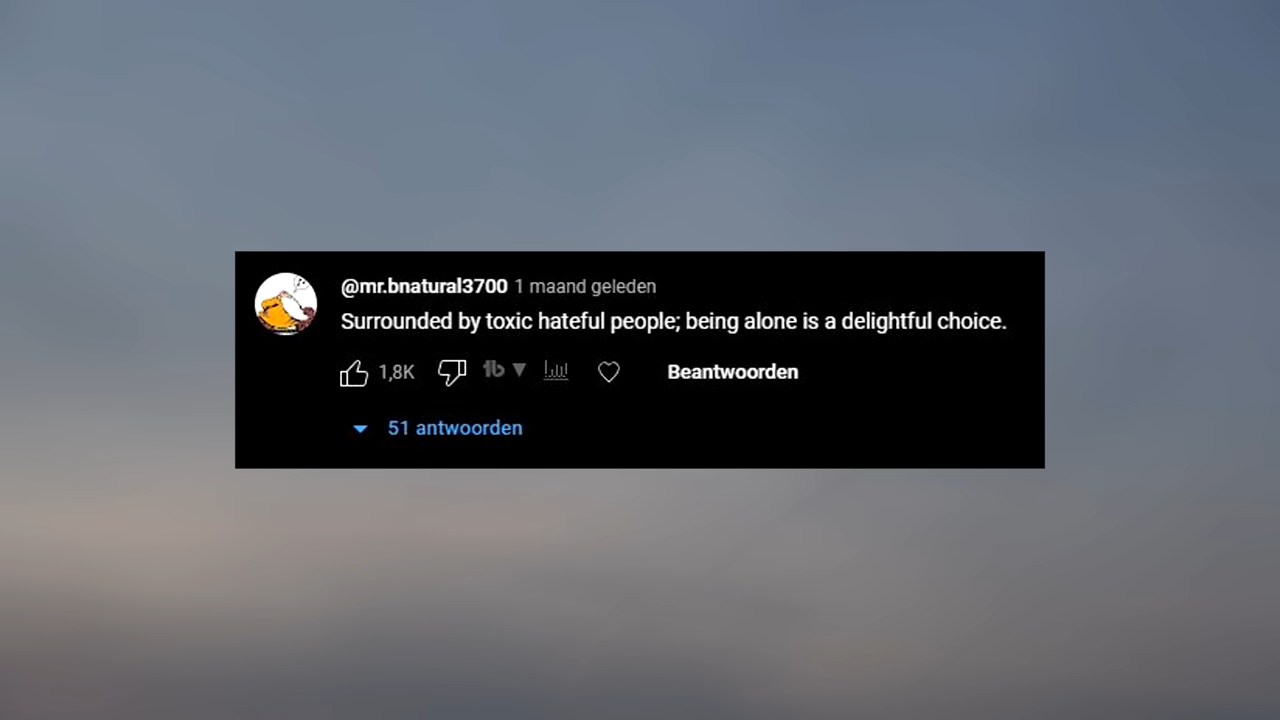 @mr.bnatural3700 1 maand geleden
Surrounded by toxic hateful people; being alone is a delightful choice.
1,8K Beantwoorden
51 antwoorden